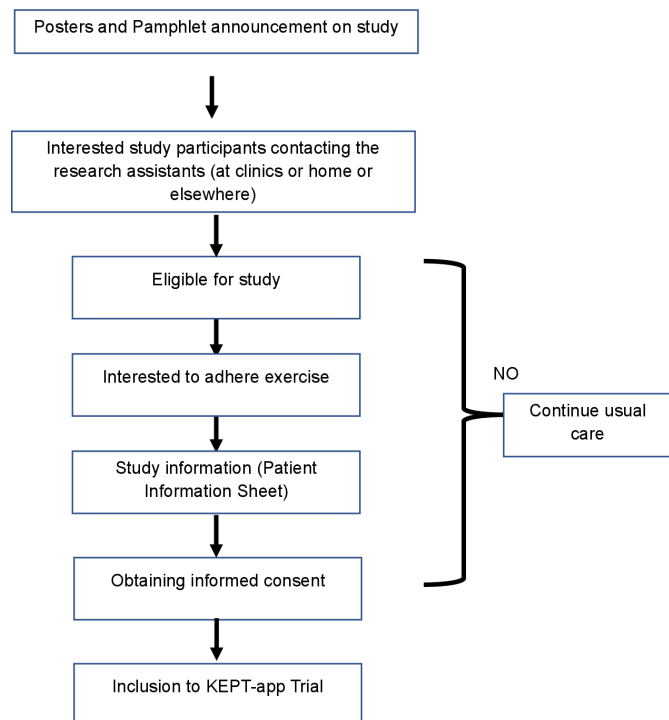 Posters and Pamphlet announcement on study
Interested study participants contacting the
research assistants (at clinics or home or
elsewhere)
Eligible for study
Interested to adhere exercise
NO
Continue usual
care
Study information (Patient
Information Sheet)
Obtaining informed consent
Inclusion to KEPT-app Trial